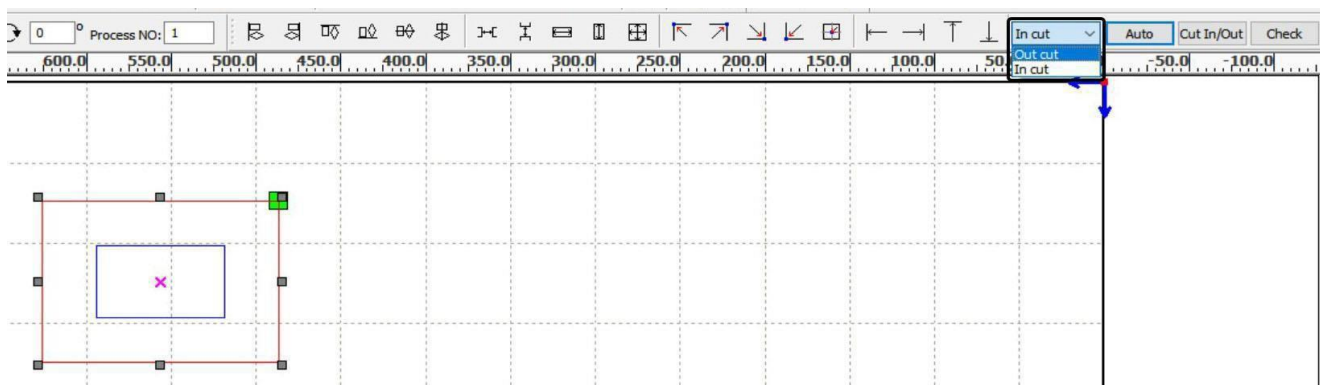 0 ° Process NO: 1 In cut Auto Cut In/Out Check
600.0 550.0 500.0 450.0 400.0 350.0 300.0 250.0 200.0 150.0 100.0 50. -50.0 -100.0
Out cut
In cut